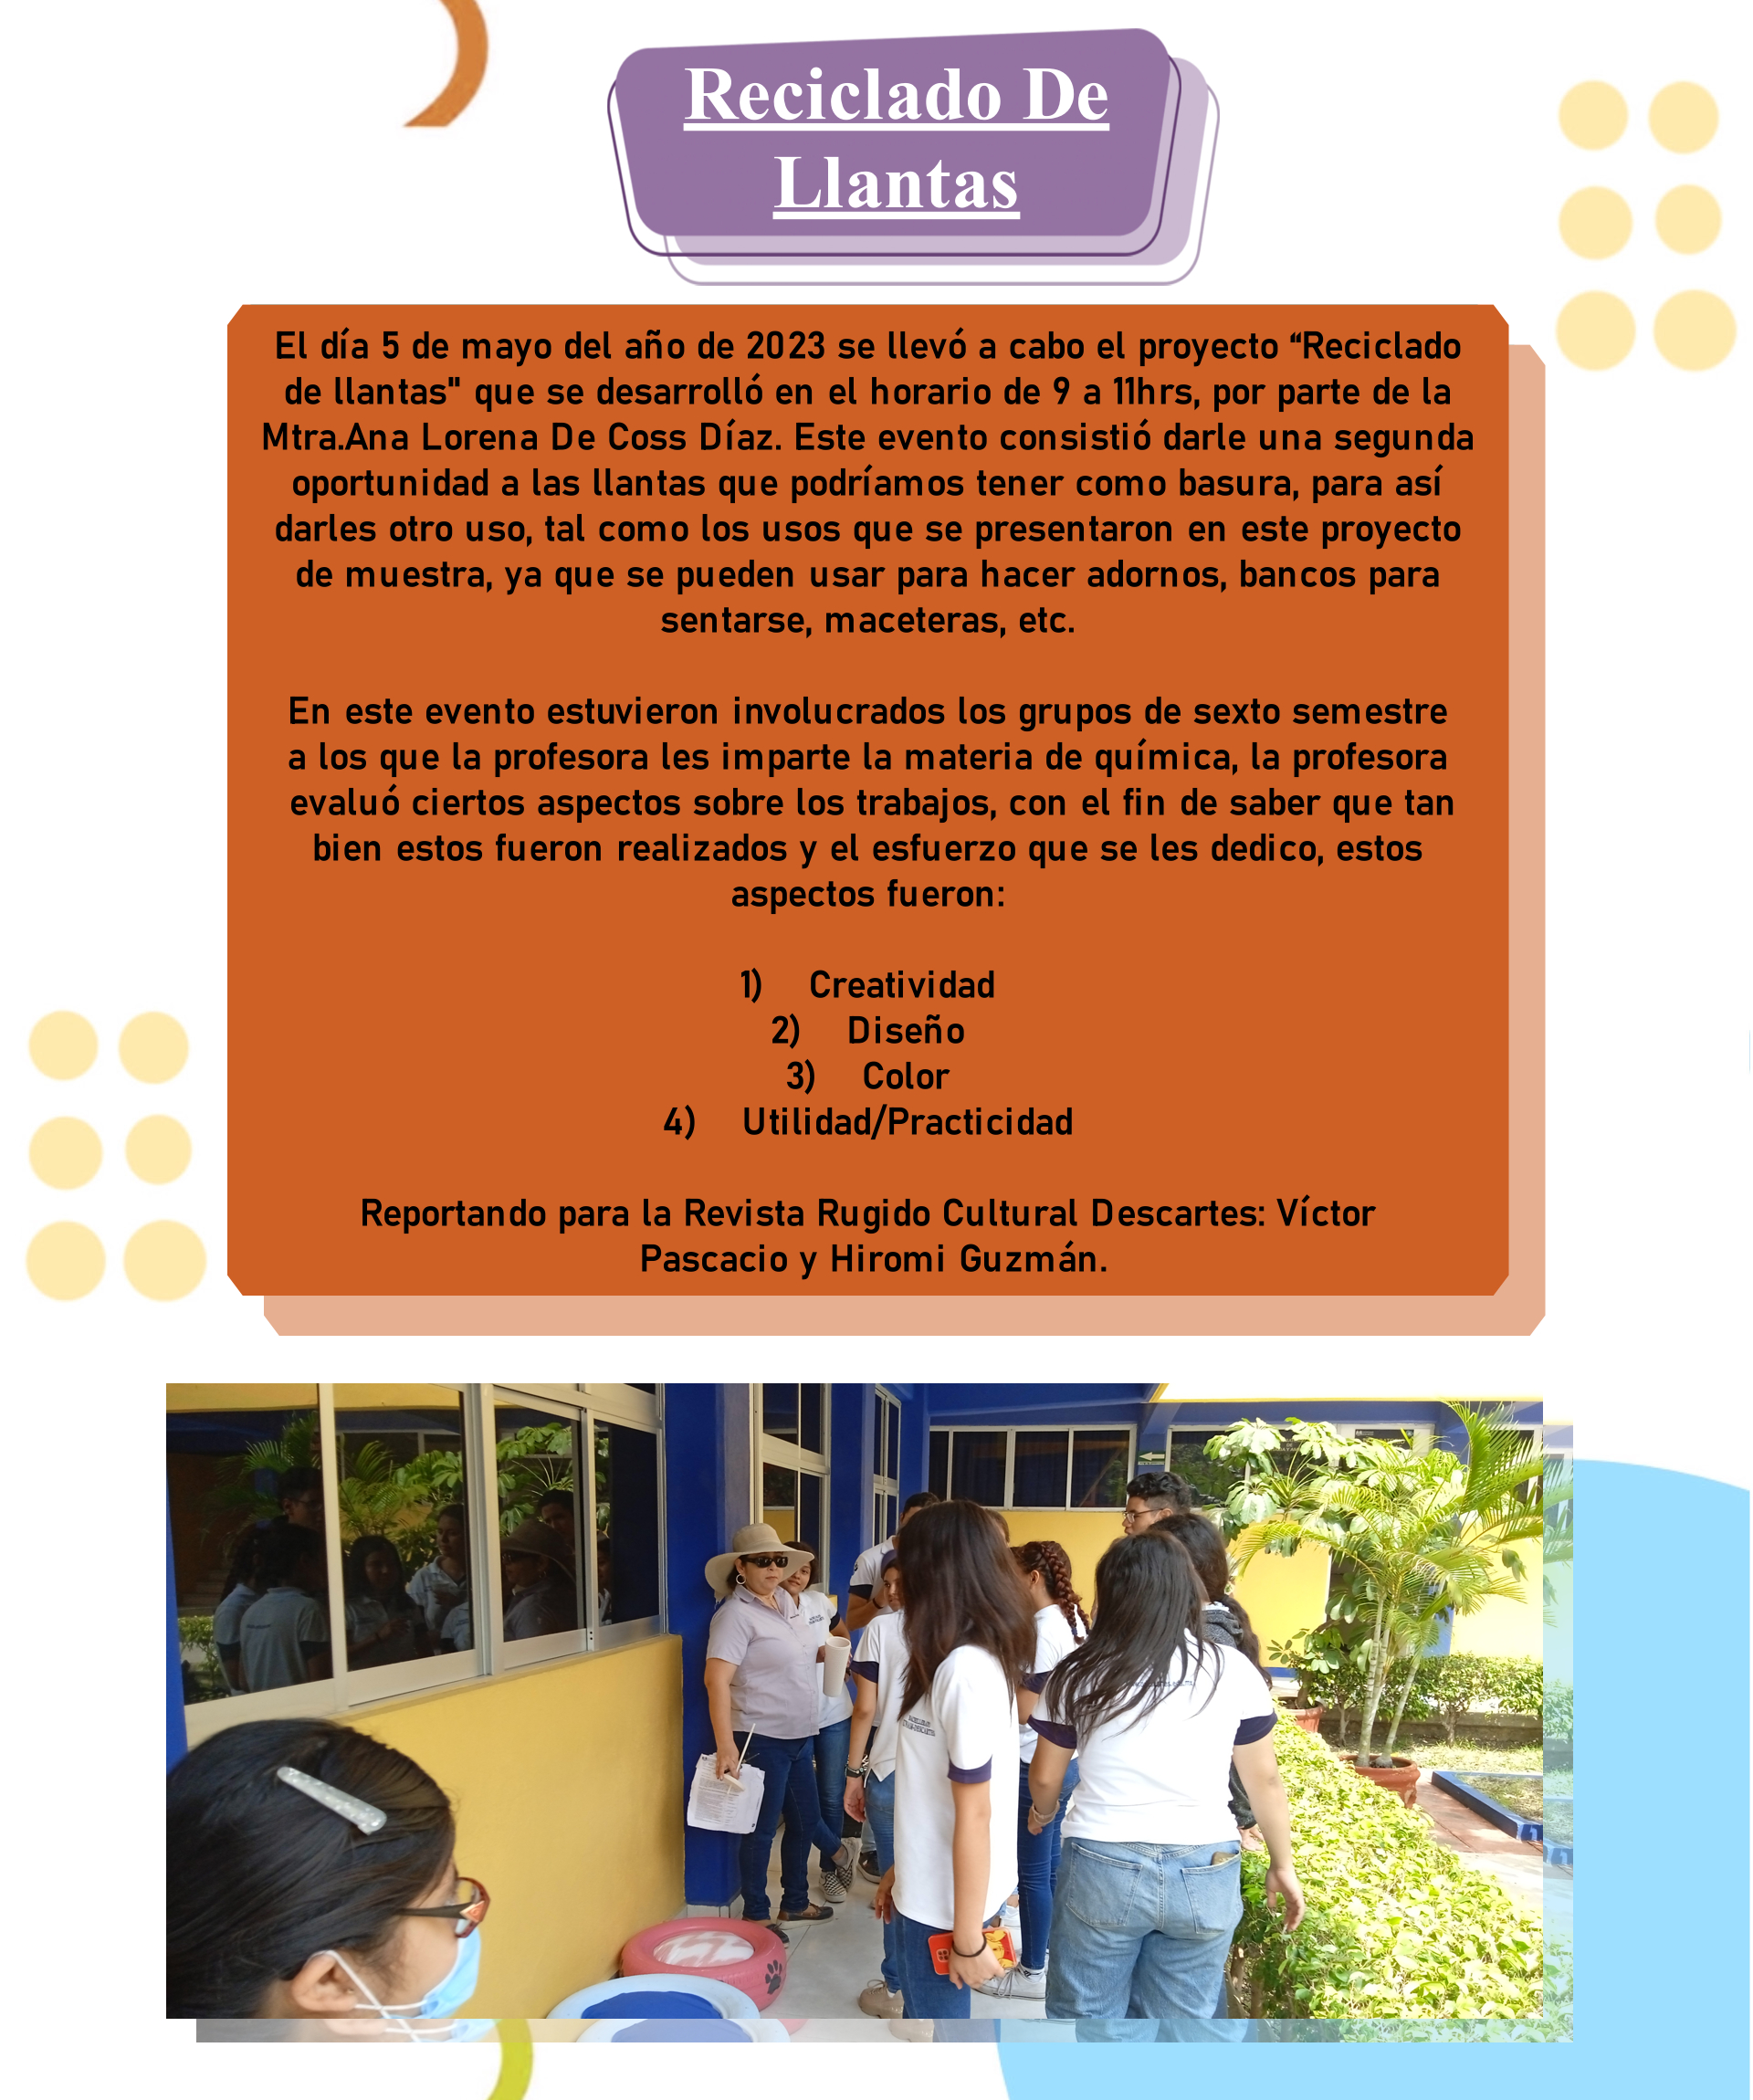 Reciclado De
Llantas
El día 5 de mayo del año de 2023 se llevó a cabo el proyecto “Reciclado
de llantas" que se desarrolló en el horario de 9 a 11hrs, por parte de la
Mtra.Ana Lorena De Coss Díaz. Este evento consistió darle una segunda
oportunidad a las llantas que podríamos tener como basura, para así
darles otro uso, tal como los usos que se presentaron en este proyecto
de muestra, ya que se pueden usar para hacer adornos, bancos para
sentarse, maceteras, etc.
En este evento estuvieron involucrados los grupos de sexto semestre
a los que la profesora les imparte la materia de química, la profesora
evaluó ciertos aspectos sobre los trabajos, con el fin de saber que tan
bien estos fueron realizados y el esfuerzo que se les dedico, estos
aspectos fueron:
1) Creatividad
2) Diseño
3) Color
4) Utilidad/Practicidad
Reportando para la Revista Rugido Cultural Descartes: Víctor
Pascacio y Hiromi Guzmán.